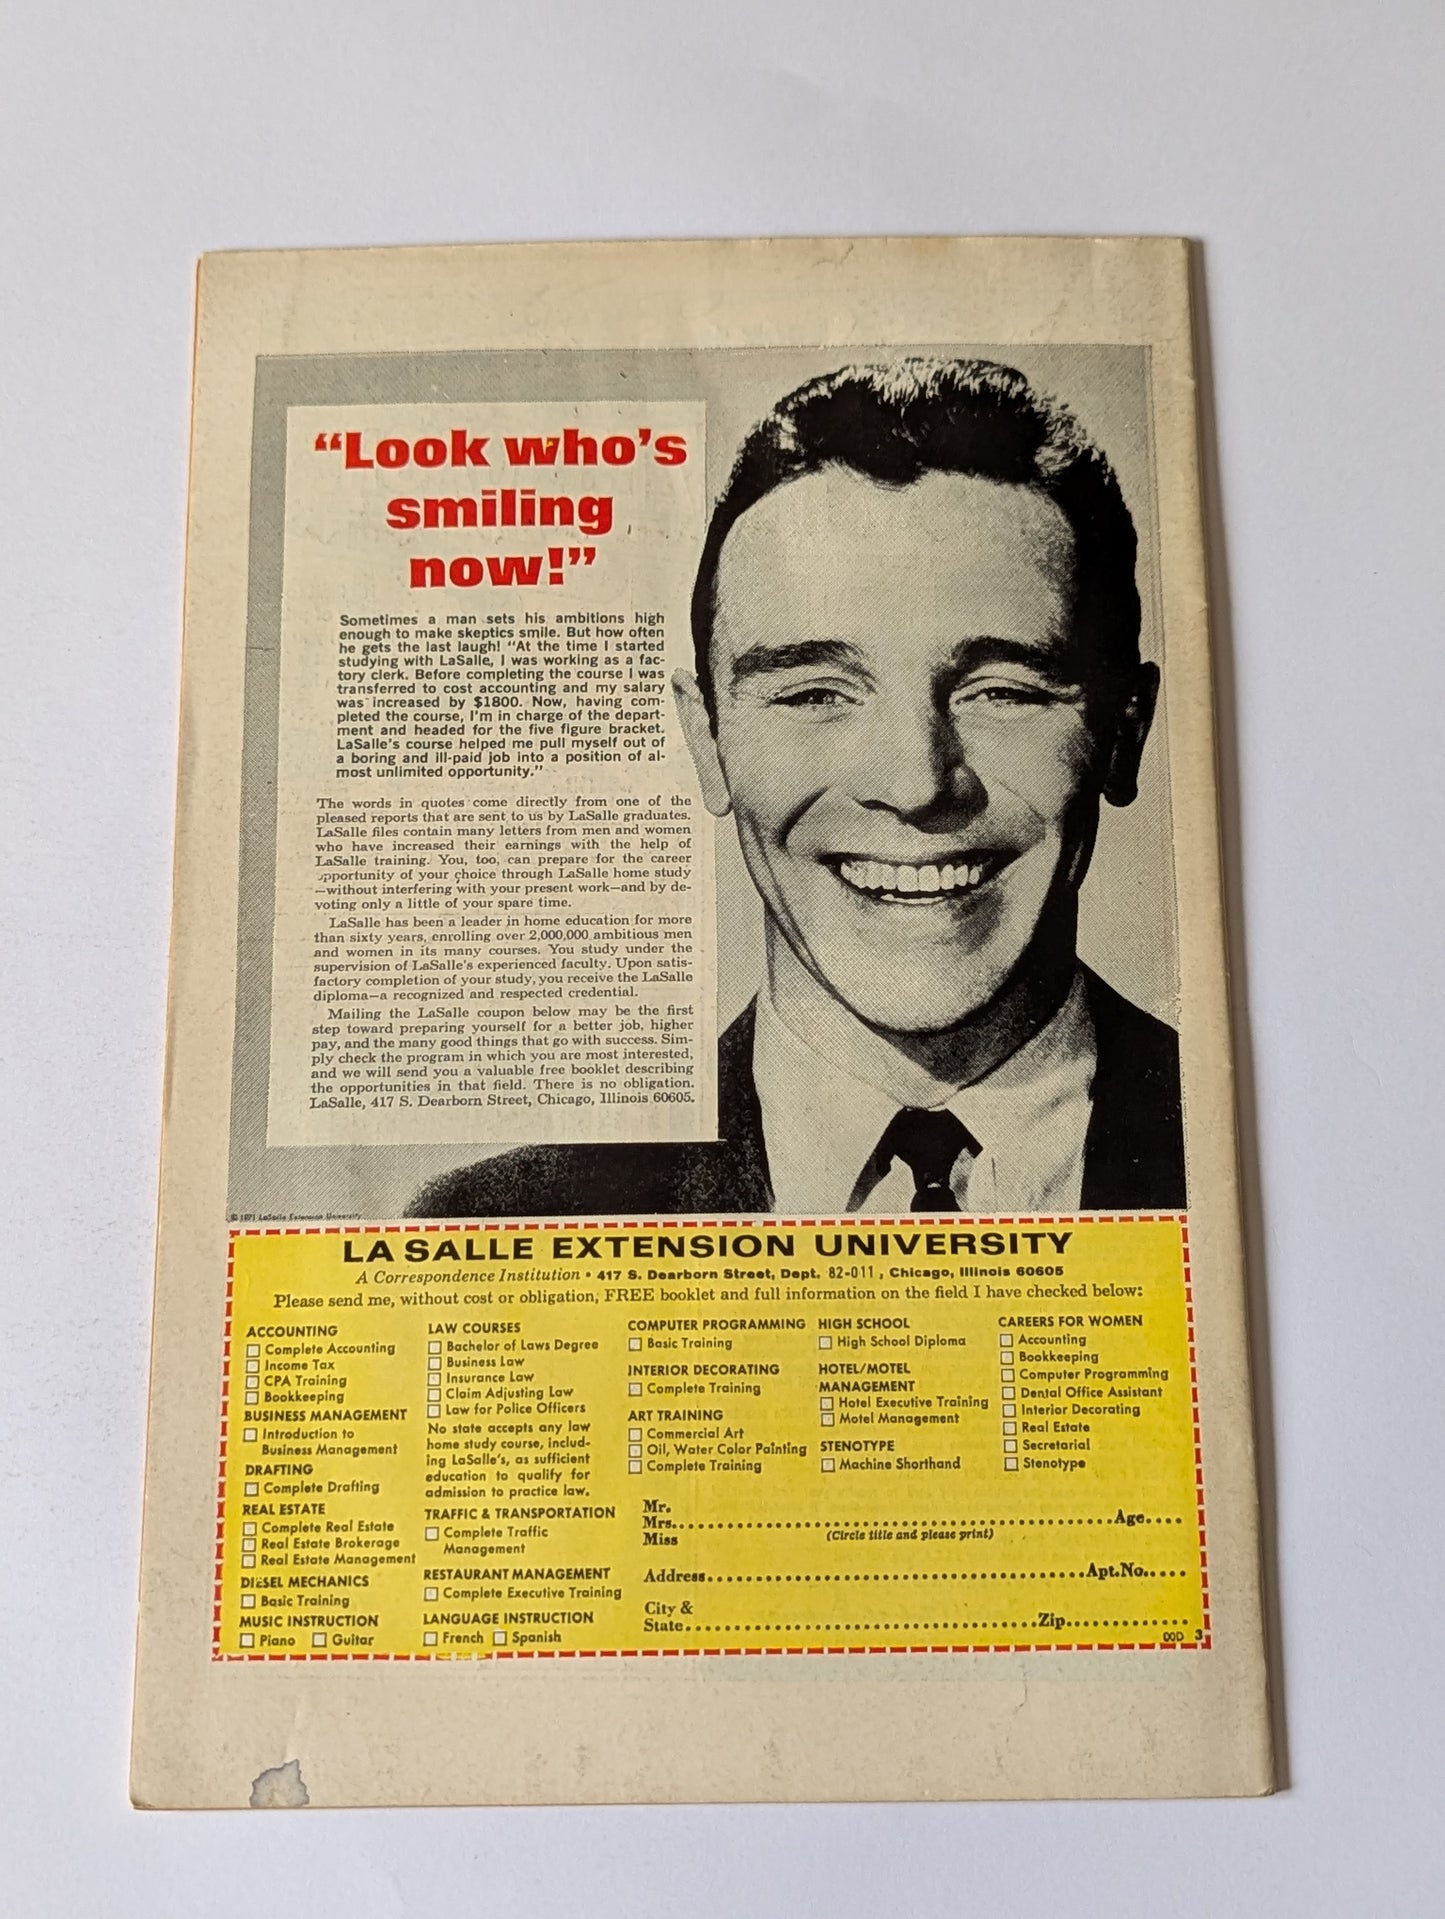 “Look who’s
smiling
now!”
Sometimes a man sets his ambitions high
enough to make skeptics smile. But how often
he gets the last laugh! “At the time I started
studying with LaSalle, I was working as a fac-
tory clerk. Before completing the course I was
transferred to cost accounting and my salary
was increased by $1800. Now, having com-
pleted the course, I’m in charge of the depart-
ment and headed for the five figure bracket.
LaSalle’s course helped me pull myself out of
a boring and ill-paid job into a position of al-
most unlimited opportunity.”
The words in quotes come directly from one of the
pleased reports that are sent to us by LaSalle graduates.
LaSalle files contain many letters from men and women
who have increased their earnings with the help of
LaSalle training. You, too, can prepare for the career
opportunity of your choice through LaSalle home study
—without interfering with your present work—and by de-
voting only a little of your spare time.
LaSalle has been a leader in home education for more
than sixty years, enrolling over 2,000,000 ambitious men
and women in its many courses. You study under the
supervision of LaSalle’s experienced faculty. Upon satis-
factory completion of your study, you receive the LaSalle
diploma—a recognized and respected credential.
Mailing the LaSalle coupon below may be the first
step toward preparing yourself for a better job, higher
pay, and the many good things that go with success. Sim-
ply check the program in which you are most interested,
and we will send you a valuable free booklet describing
the opportunities in that field. There is no obligation.
LaSalle, 417 S. Dearborn Street, Chicago, Illinois 60605.
© 1971 LaSalle Extension University
LA SALLE EXTENSION UNIVERSITY
A Correspondence Institution • 417 S. Dearborn Street, Dept. 82-011, Chicago, Illinois 60605
Please send me, without cost or obligation, FREE booklet and full information on the field I have checked below:
ACCOUNTING
Complete Accounting
Income Tax
CPA Training
Bookkeeping
BUSINESS MANAGEMENT
Introduction to
Business Management
DRAFTING
Complete Drafting
REAL ESTATE
Complete Real Estate
Real Estate Brokerage
Real Estate Management
DIESEL MECHANICS
Basic Training
MUSIC INSTRUCTION
Piano Guitar
LAW COURSES
Bachelor of Laws Degree
Business Law
Insurance Law
Claim Adjusting Law
Law for Police Officers
No state accepts any law
home study course, includ-
ing LaSalle’s, as sufficient
education to qualify for
admission to practice law.
TRAFFIC & TRANSPORTATION
Complete Traffic
Management
RESTAURANT MANAGEMENT
Complete Executive Training
LANGUAGE INSTRUCTION
French Spanish
COMPUTER PROGRAMMING
Basic Training
INTERIOR DECORATING
Complete Training
ART TRAINING
Commercial Art
Oil, Water Color Painting
Complete Training
HIGH SCHOOL
High School Diploma
HOTEL/MOTEL
MANAGEMENT
Hotel Executive Training
Motel Management
STENOTYPE
Machine Shorthand
CAREERS FOR WOMEN
Accounting
Bookkeeping
Computer Programming
Dental Office Assistant
Interior Decorating
Real Estate
Secretarial
Stenotype
Mr.
Mrs. Age
Miss (Circle title and please print)
Address Apt. No.
City &
State Zip
00D 3